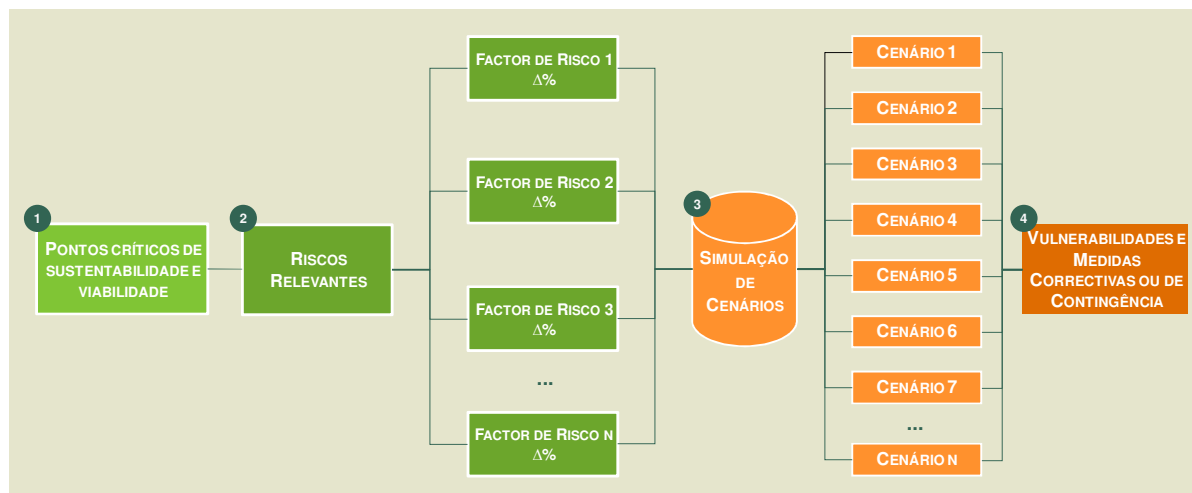 1
PONTOS CRÍTICOS DE
SUSTENTABILIDADE E
VIABILIDADE
2
RISCOS
RELEVANTES
FACTOR DE RISCO 1
Δ%
FACTOR DE RISCO 2
Δ%
FACTOR DE RISCO 3
Δ%
...
FACTOR DE RISCO N
Δ%
3
SIMULAÇÃO
DE
CENÁRIOS
CENÁRIO 1
CENÁRIO 2
CENÁRIO 3
CENÁRIO 4
CENÁRIO 5
CENÁRIO 6
CENÁRIO 7
...
CENÁRIO N
4
VULNERABILIDADES E
MEDIDAS
CORRECTIVAS OU DE
CONTINGÊNCIA